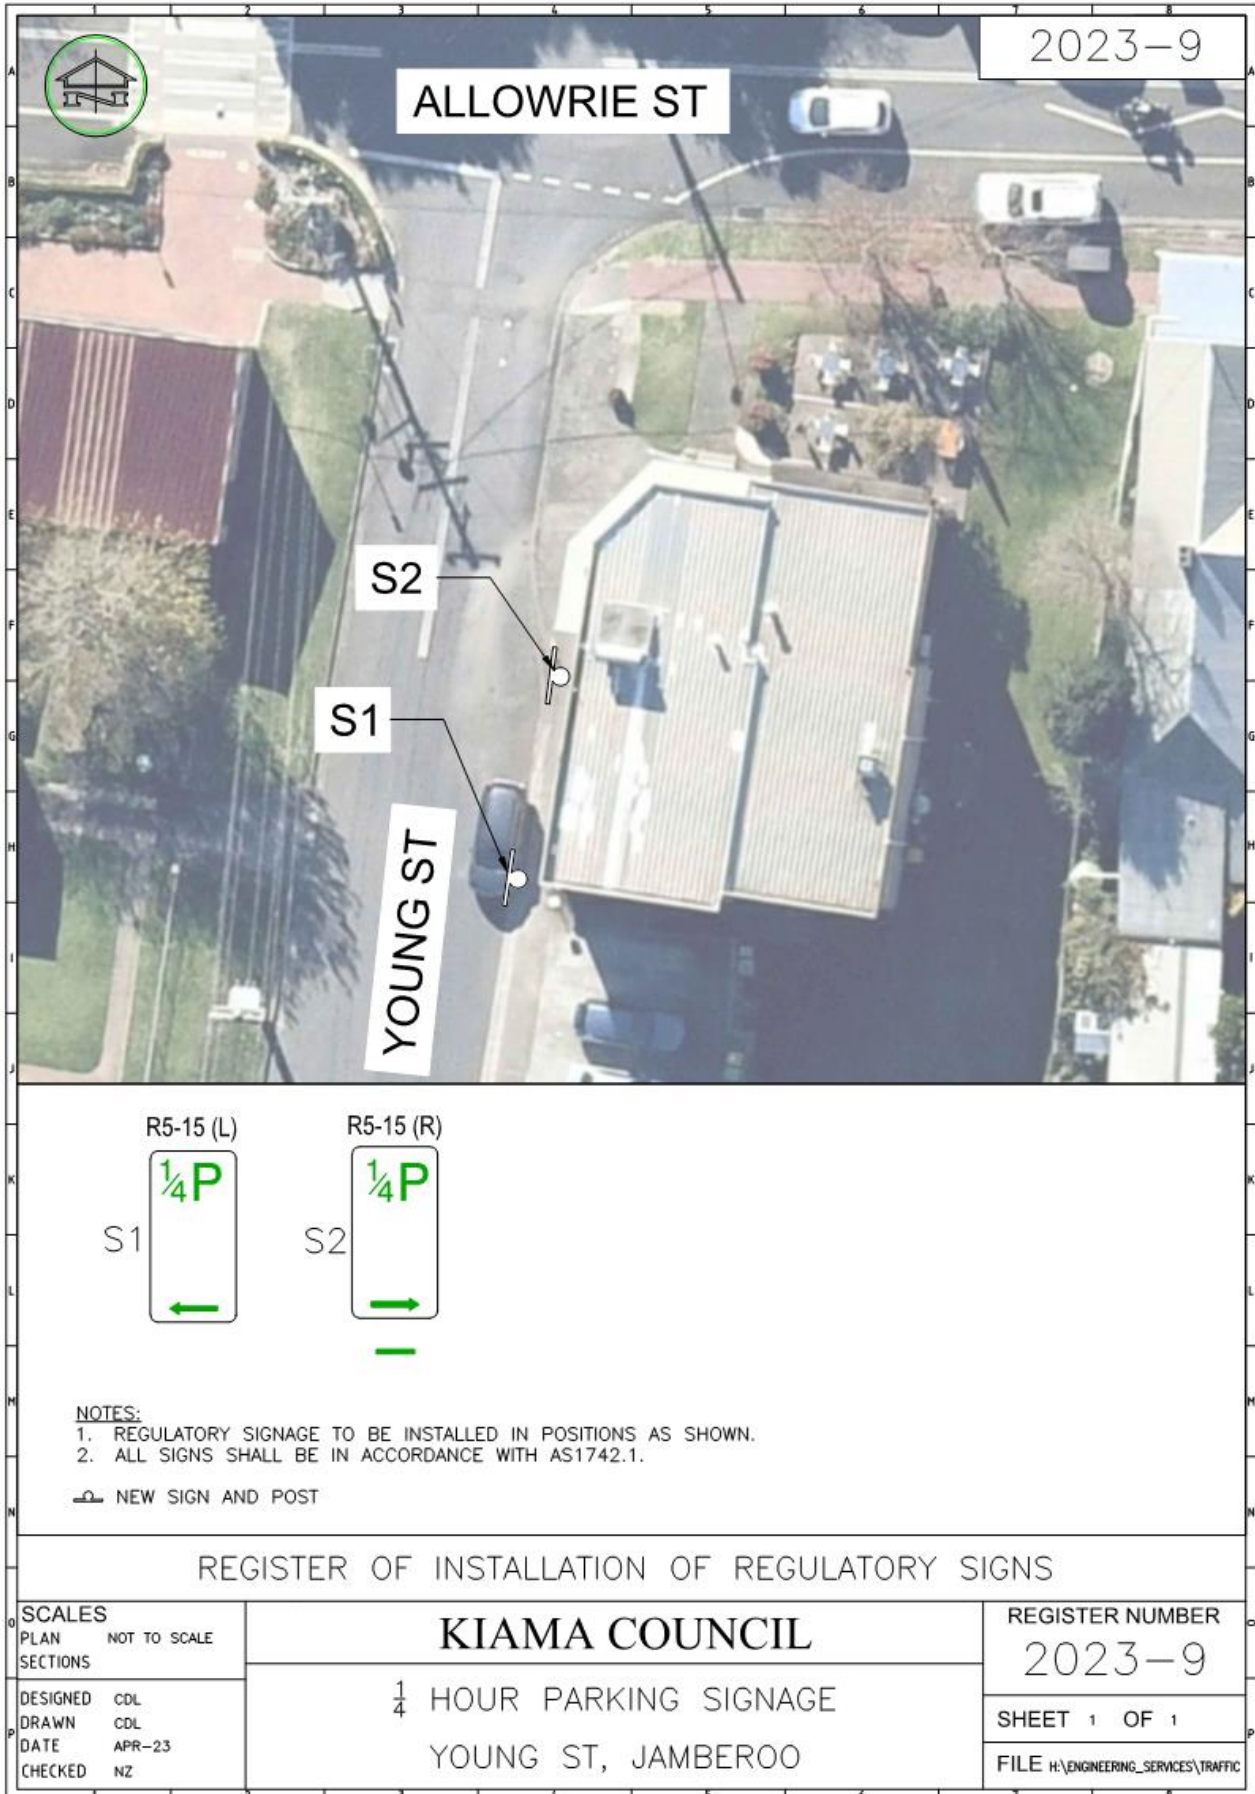 2023-9
ALLOWRIE ST
S2
S1
YOUNG ST
R5-15 (L)
R5-15 (R)
¼P
¼P
S1
S2
NOTES:
1. REGULATORY SIGNAGE TO BE INSTALLED IN POSITIONS AS SHOWN.
2. ALL SIGNS SHALL BE IN ACCORDANCE WITH AS1742.1.
NEW SIGN AND POST
REGISTER OF INSTALLATION OF REGULATORY SIGNS
SCALES
PLAN NOT TO SCALE
SECTIONS
DESIGNED CDL
DRAWN CDL
DATE APR-23
CHECKED NZ
KIAMA COUNCIL
¼ HOUR PARKING SIGNAGE
YOUNG ST, JAMBEROO
REGISTER NUMBER
2023-9
SHEET 1 OF 1
FILE H:\ENGINEERING_SERVICES\TRAFFIC